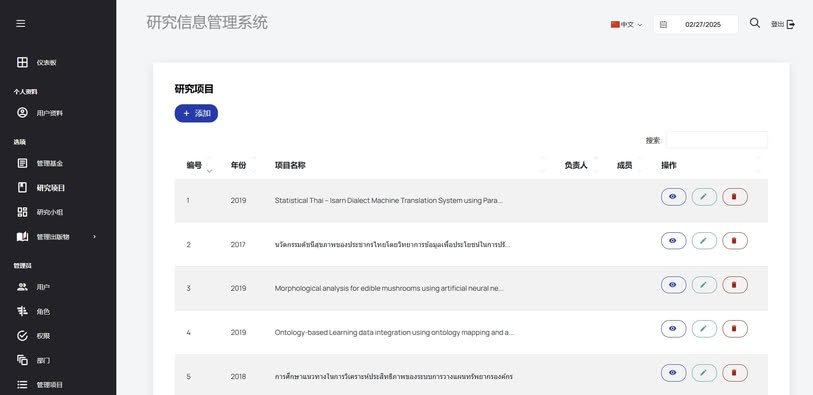 研究信息管理系统
中文
02/27/2025
登出
仪表板
个人资料
用户资料
选项
管理基金
研究项目
研究小组
管理出版物
管理员
用户
角色
权限
部门
管理项目
研究项目
+ 添加
搜索:
编号 年份 项目名称 负责人 成员 操作
1 2019 Statistical Thai – Isarn Dialect Machine Translation System using Para...
2 2017 นวัตกรรมดัชนีสุขภาพของประชากรไทยโดยวิทยาการข้อมูลเพื่อประโยชน์ในการปรั...
3 2019 Morphological analysis for edible mushrooms using artificial neural ne...
4 2019 Ontology-based Learning data integration using ontology mapping and a...
5 2018 การศึกษาแนวทางในการวิเคราะห์ประสิทธิภาพของระบบการวางแผนทรัพยากรองค์กร